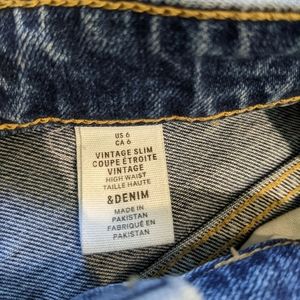 US 6
CA 6
VINTAGE SLIM
COUPE ÉTROITE
VINTAGE
HIGH WAIST
TAILLE HAUTE
&DENIM
MADE IN
PAKISTAN
FABRIQUÉ EN
PAKISTAN